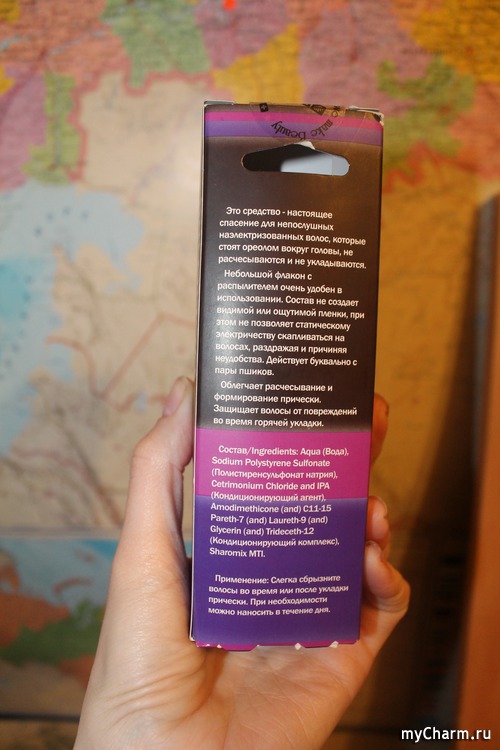 make Beauty
Это средство - настоящее
спасение для непослушных
наэлектризованных волос, которые
стоят ореолом вокруг головы, не
расчесываются и не укладываются.
Небольшой флакон с
распылителем очень удобен в
использовании. Состав не создает
видимой или ощутимой пленки, при
этом не позволяет статическому
электричеству скапливаться на
волосах, раздражая и причиняя
неудобства. Действует буквально с
пары пшиков.
Облегчает расчесывание и
формирование прически.
Защищает волосы от повреждений
во время горячей укладки.
Состав/Ingredients: Aqua (Вода),
Sodium Polystyrene Sulfonate
(Полистиренсульфонат натрия),
Cetrimonium Chloride and IPA
(Кондиционирующий агент),
Amodimethicone (and) C11-15
Pareth-7 (and) Laureth-9 (and)
Glycerin (and) Trideceth-12
(Кондиционирующий комплекс),
Sharomix MTI.
Применение: Слегка сбрызните
волосы во время или после укладки
прически. При необходимости
можно наносить в течение дня.
myCharm.ru